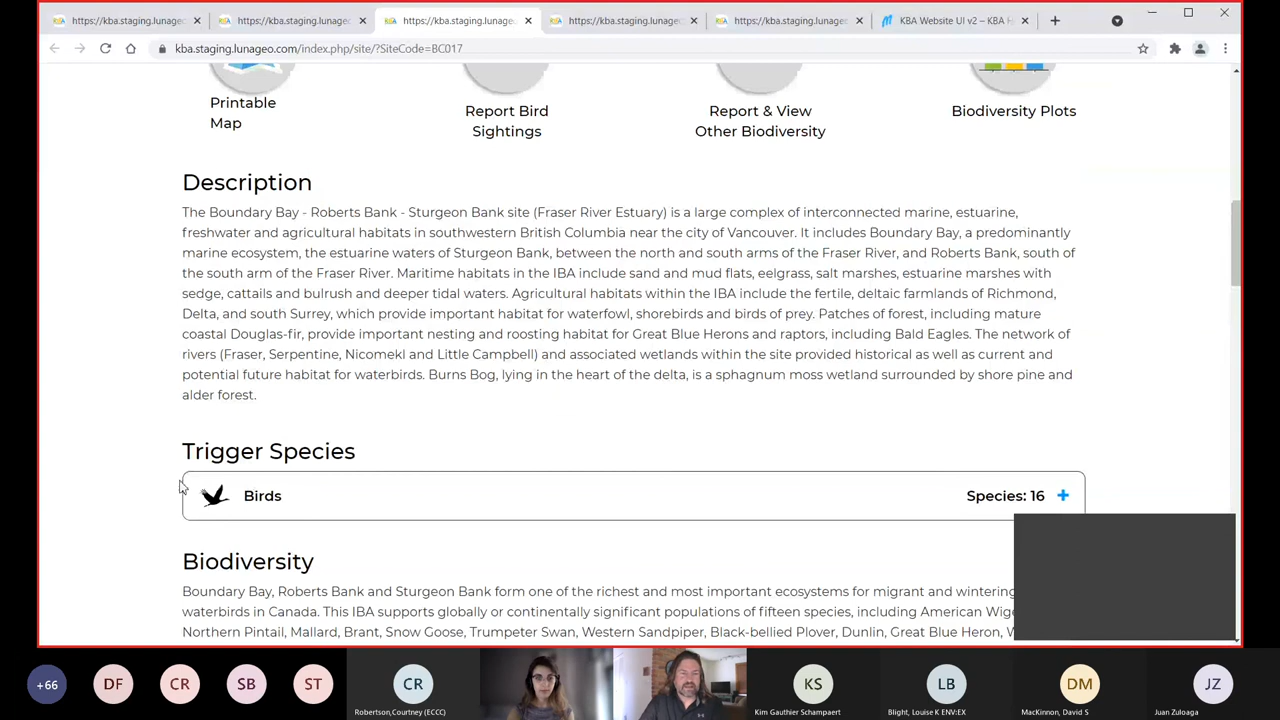 https://kba.staging.lunageo.
https://kba.staging.lunageo.
https://kba.staging.lunageo.
https://kba.staging.lunageo.
https://kba.staging.lunageo.
KBA Website UI v2 – KBA
kba.staging.lunageo.com/index.php/site/?SiteCode=BC017
Printable
Map
Report Bird
Sightings
Report & View
Other Biodiversity
Biodiversity Plots
Description
The Boundary Bay - Roberts Bank - Sturgeon Bank site (Fraser River Estuary) is a large complex of interconnected marine, estuarine,
freshwater and agricultural habitats in southwestern British Columbia near the city of Vancouver. It includes Boundary Bay, a predominantly
marine ecosystem, the estuarine waters of Sturgeon Bank, between the north and south arms of the Fraser River, and Roberts Bank, south of
the south arm of the Fraser River. Maritime habitats in the IBA include sand and mud flats, eelgrass, salt marshes, estuarine marshes with
sedge, cattails and bulrush and deeper tidal waters. Agricultural habitats within the IBA include the fertile, deltaic farmlands of Richmond,
Delta, and south Surrey, which provide important habitat for waterfowl, shorebirds and birds of prey. Patches of forest, including mature
coastal Douglas-fir, provide important nesting and roosting habitat for Great Blue Herons and raptors, including Bald Eagles. The network of
rivers (Fraser, Serpentine, Nicomekl and Little Campbell) and associated wetlands within the site provided historical as well as current and
potential future habitat for waterbirds. Burns Bog, lying in the heart of the delta, is a sphagnum moss wetland surrounded by shore pine and
alder forest.
Trigger Species
Birds
Species: 16
Biodiversity
Boundary Bay, Roberts Bank and Sturgeon Bank form one of the richest and most important ecosystems for migrant and wintering
waterbirds in Canada. This IBA supports globally or continentally significant populations of fifteen species, including American Wige
Northern Pintail, Mallard, Brant, Snow Goose, Trumpeter Swan, Western Sandpiper, Black-bellied Plover, Dunlin, Great Blue Heron, W
+66
DF
CR
SB
ST
CR
Robertson,Courtney (ECCC)
KS
Kim Gauthier Schampaert
LB
Blight, Louise K ENV:EX
DM
MacKinnon, David S
JZ
Juan Zuloaga